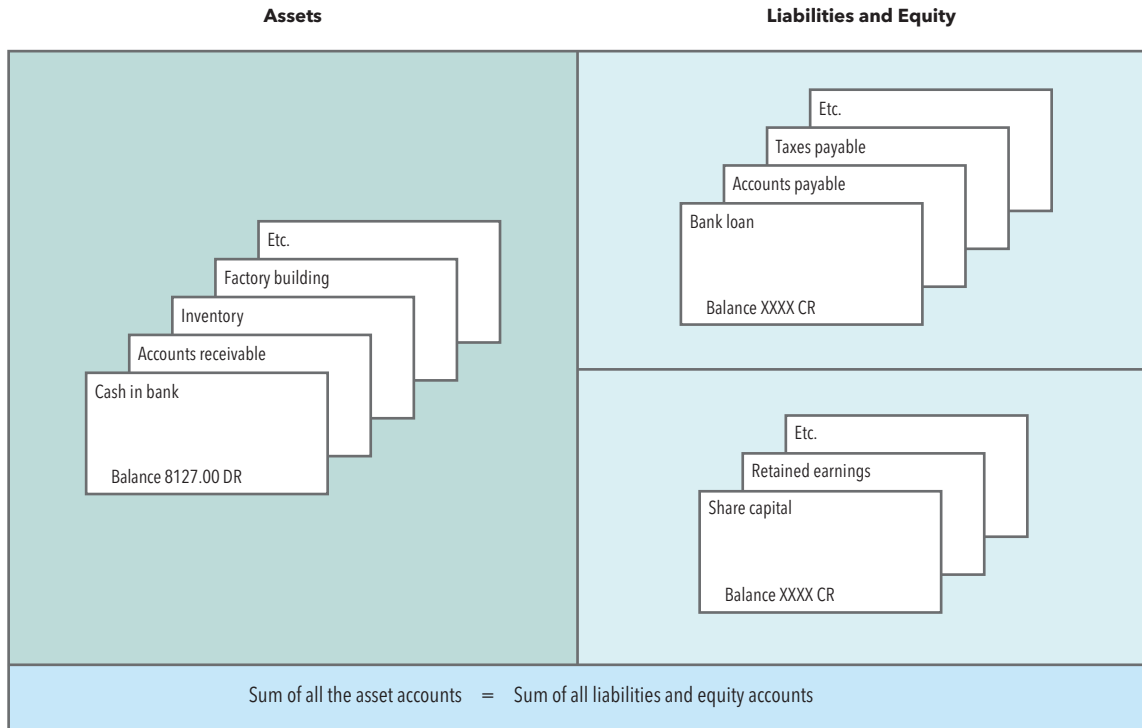 Assets
Liabilities and Equity
Etc.
Factory building
Inventory
Accounts receivable
Cash in bank
Balance 8127.00 DR
Etc.
Taxes payable
Accounts payable
Bank loan
Balance XXXX CR
Etc.
Retained earnings
Share capital
Balance XXXX CR
Sum of all the asset accounts = Sum of all liabilities and equity accounts